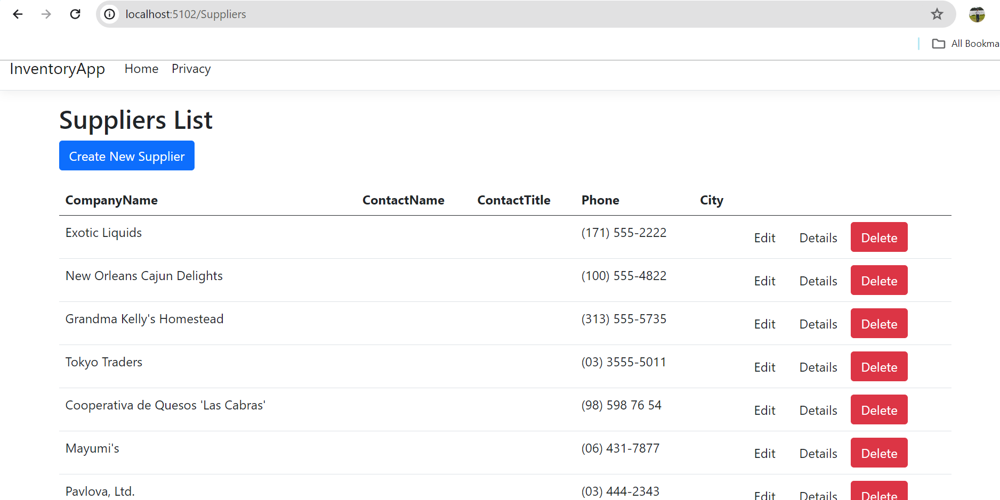 localhost:5102/Suppliers
All Bookma
InventoryApp Home Privacy
Suppliers List
Create New Supplier
CompanyName ContactName ContactTitle Phone City
Exotic Liquids (171) 555-2222 Edit Details Delete
New Orleans Cajun Delights (100) 555-4822 Edit Details Delete
Grandma Kelly's Homestead (313) 555-5735 Edit Details Delete
Tokyo Traders (03) 3555-5011 Edit Details Delete
Cooperativa de Quesos 'Las Cabras' (98) 598 76 54 Edit Details Delete
Mayumi's (06) 431-7877 Edit Details Delete
Pavlova, Ltd. (03) 444-2343 Edit Details Delete